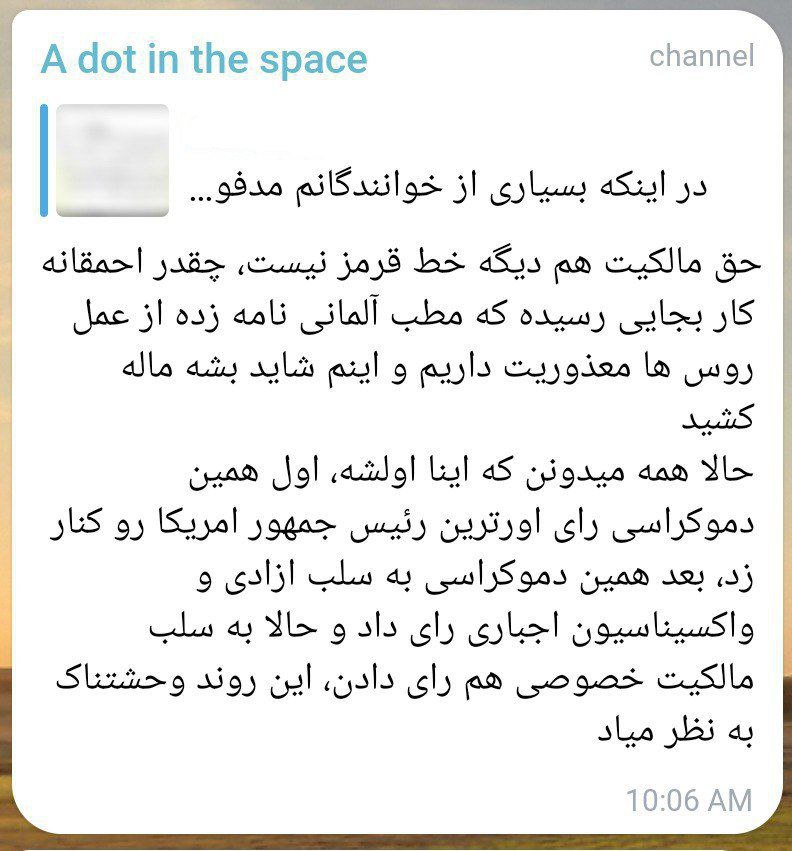 A dot in the space
channel
در اینکه بسیاری از خوانندگانم مدفو...
حق مالکیت هم دیگه خط قرمز نیست، چقدر احمقانه
کار بجایی رسیده که مطب آلمانی نامه زده از عمل
روس ها معذوریت داریم و اینم شاید بشه ماله
کشید
حالا همه میدونن که اینا اولشه، اول همین
دموکراسی رای اورترین رئیس جمهور امریکا رو کنار
زد، بعد همین دموکراسی به سلب ازادی و
واکسیناسیون اجباری رای داد و حالا به سلب
مالکیت خصوصی هم رای دادن، این روند وحشتناک
به نظر میاد
10:06 AM